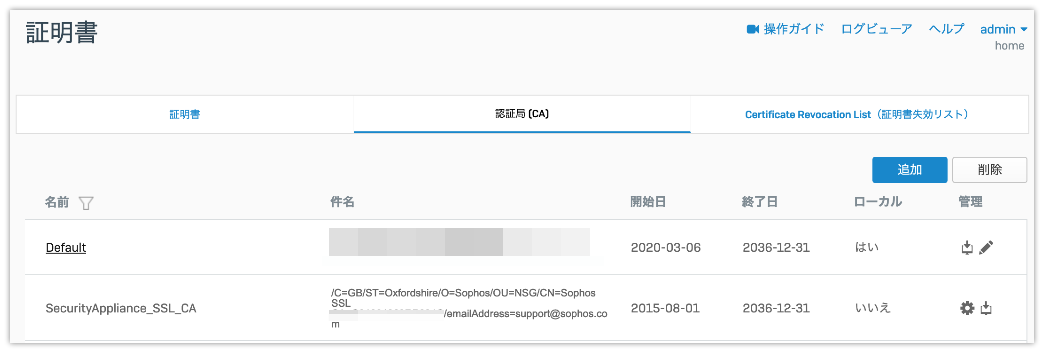 証明書
操作ガイド ログビューア ヘルプ admin
home
証明書 認証局 (CA) Certificate Revocation List（証明書失効リスト）
追加 削除
名前 件名 開始日 終了日 ローカル 管理
Default 2020-03-06 2036-12-31 はい
SecurityAppliance_SSL_CA /C=GB/ST=Oxfordshire/O=Sophos/OU=NSG/CN=Sophos 2015-08-01 2036-12-31 いいえ
SSL
/emailAddress=support@sophos.co
m